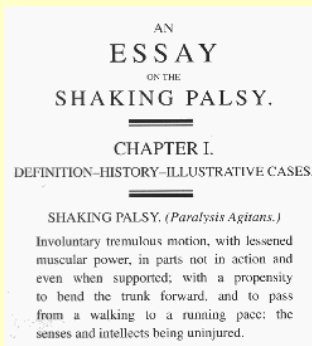 AN
ESSAY
ON THE
SHAKING PALSY.
CHAPTER I.
DEFINITION–HISTORY–ILLUSTRATIVE CASES.
SHAKING PALSY. (Paralysis Agitans.)
Involuntary tremulous motion, with lessened
muscular power, in parts not in action and
even when supported; with a propensity
to bend the trunk forward, and to pass
from a walking to a running pace: the
senses and intellects being uninjured.